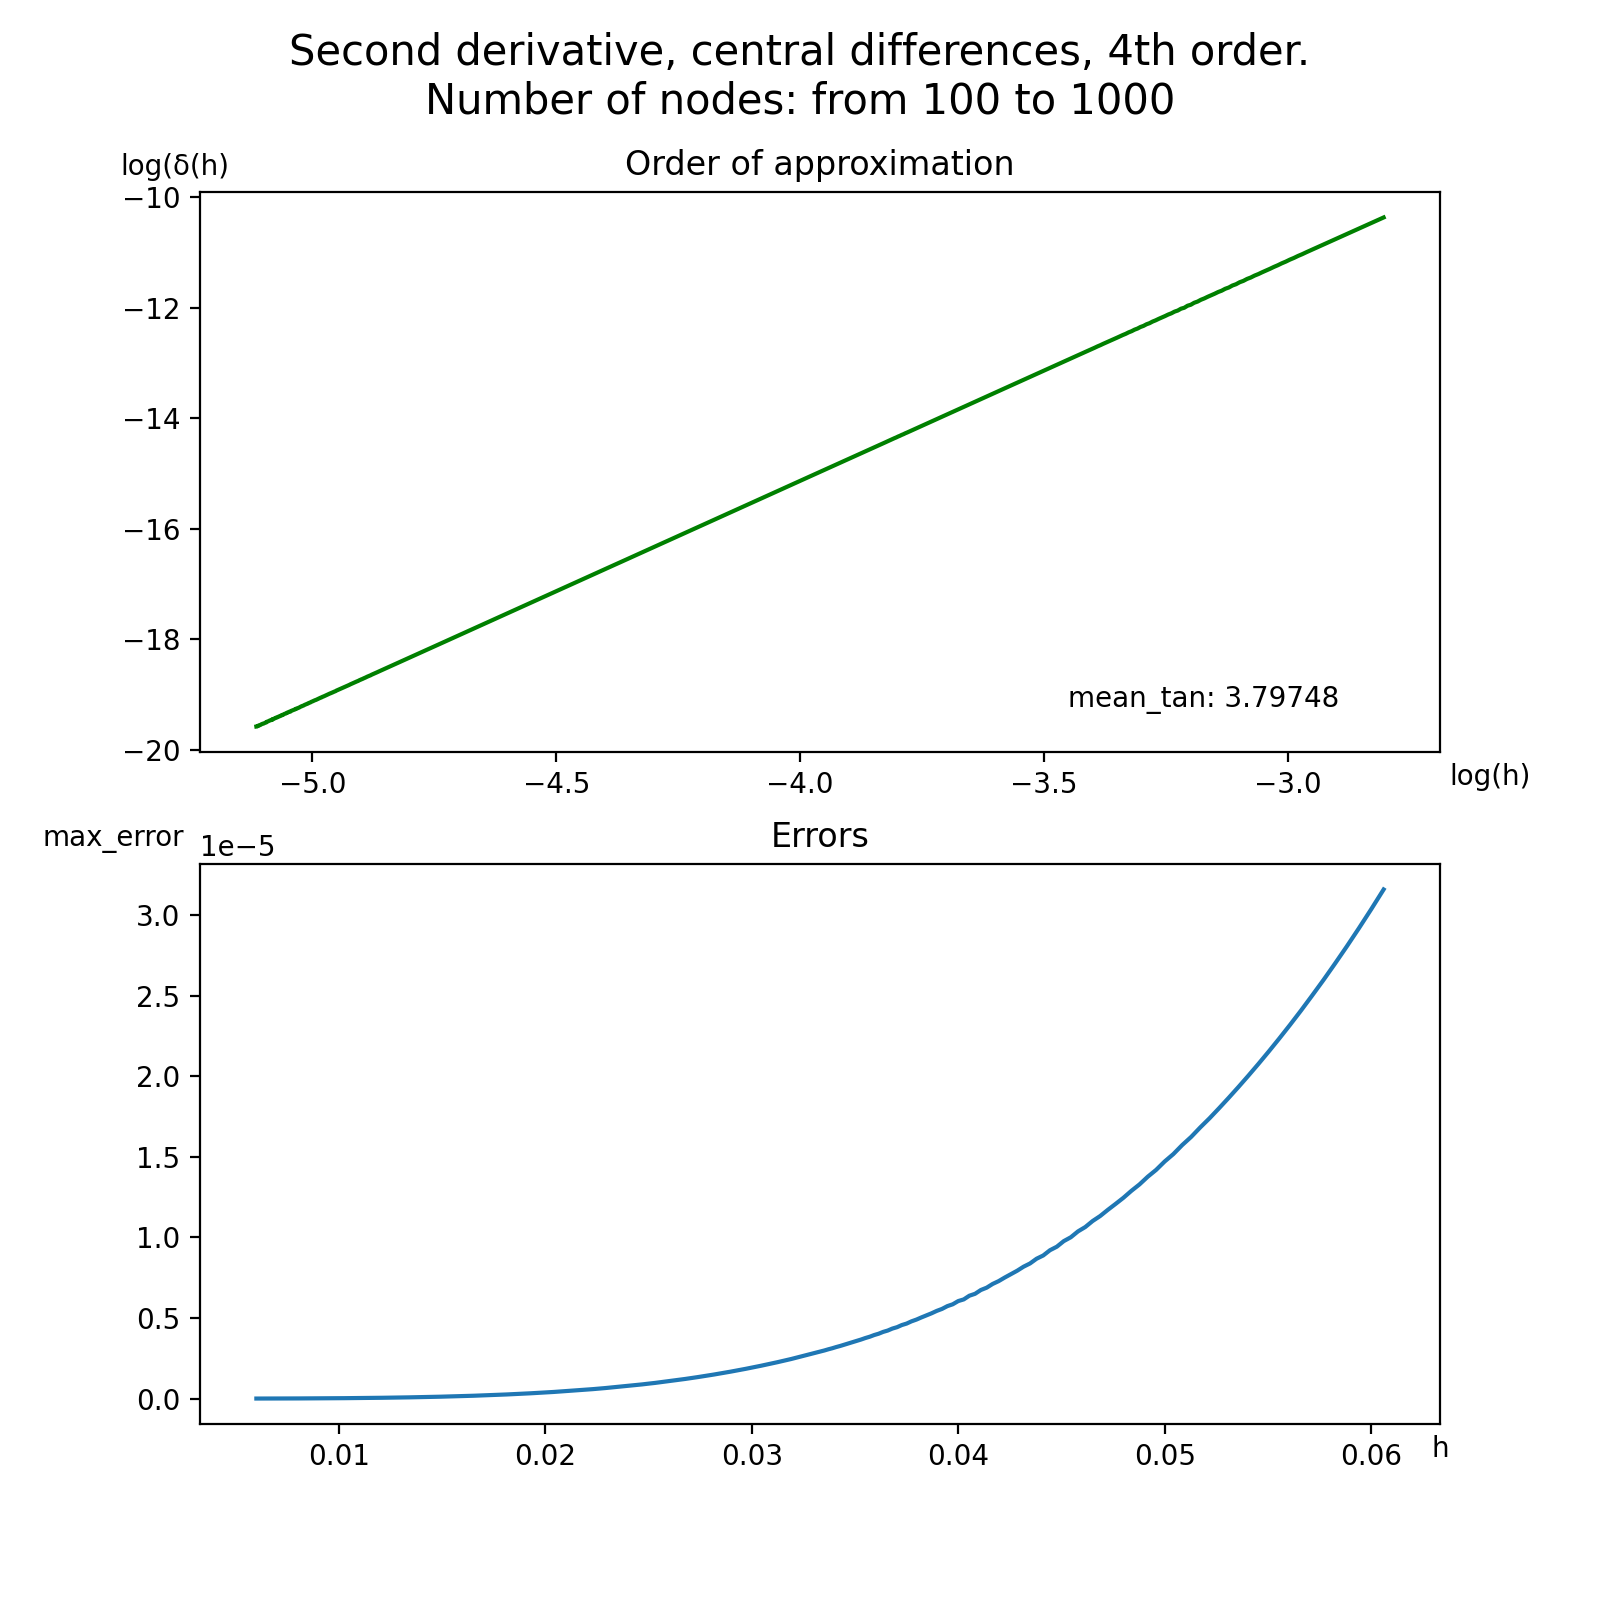 Second derivative, central differences, 4th order.
Number of nodes: from 100 to 1000
log(δ(h)
Order of approximation
−10
−12
−14
−16
−18
−20
mean_tan: 3.79748
−5.0
−4.5
−4.0
−3.5
−3.0
log(h)
max_error
1e−5
Errors
3.0
2.5
2.0
1.5
1.0
0.5
0.0
0.01
0.02
0.03
0.04
0.05
0.06
h